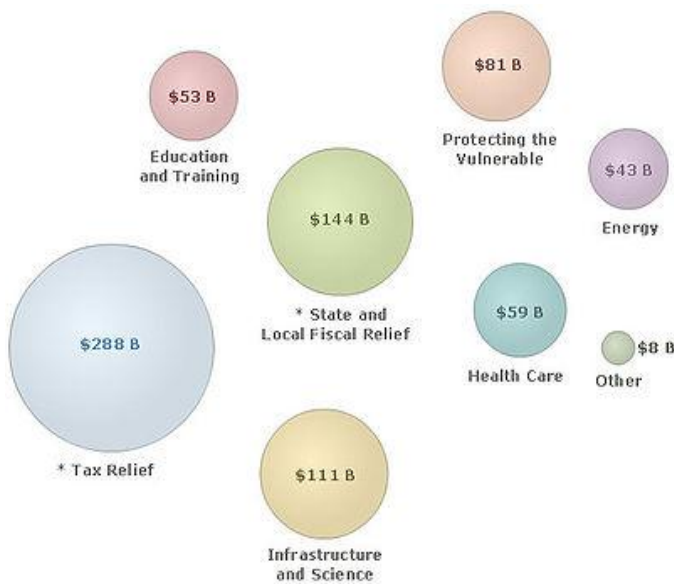 $53 B
Education
and Training
$81 B
Protecting the
Vulnerable
$43 B
Energy
$144 B
* State and
Local Fiscal Relief
$288 B
* Tax Relief
$59 B
Health Care
$8 B
Other
$111 B
Infrastructure
and Science